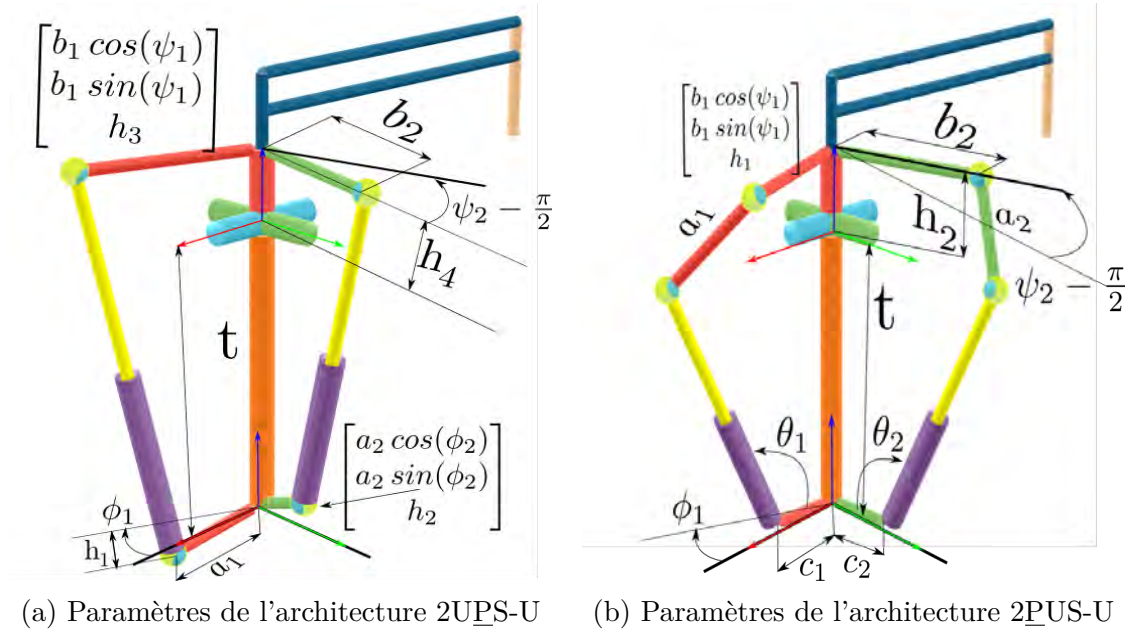 b₁ cos(ψ₁)
b₁ sin(ψ₁)
h₃
b₂
ψ₂ − π/2
h₄
t
a₂ cos(ϕ₂)
a₂ sin(ϕ₂)
h₂
ϕ₁
h₁
a₁
b₁ cos(ψ₁)
b₁ sin(ψ₁)
h₁
b₂
a₁
h₂
a₂
ψ₂ − π/2
t
θ₁
θ₂
ϕ₁
c₁
c₂
(a) Paramètres de l'architecture 2UPS-U
(b) Paramètres de l'architecture 2PUS-U